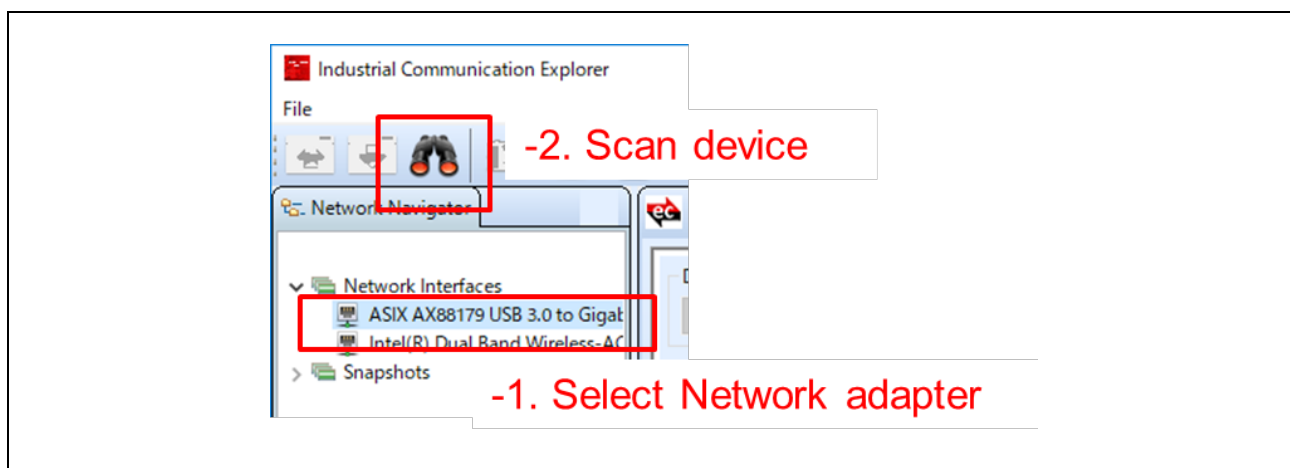 Industrial Communication Explorer
File
-2. Scan device
Network Navigator
ec
Network Interfaces
ASIX AX88179 USB 3.0 to Gigab
Intel(R) Dual Band Wireless-AC
Snapshots
-1. Select Network adapter